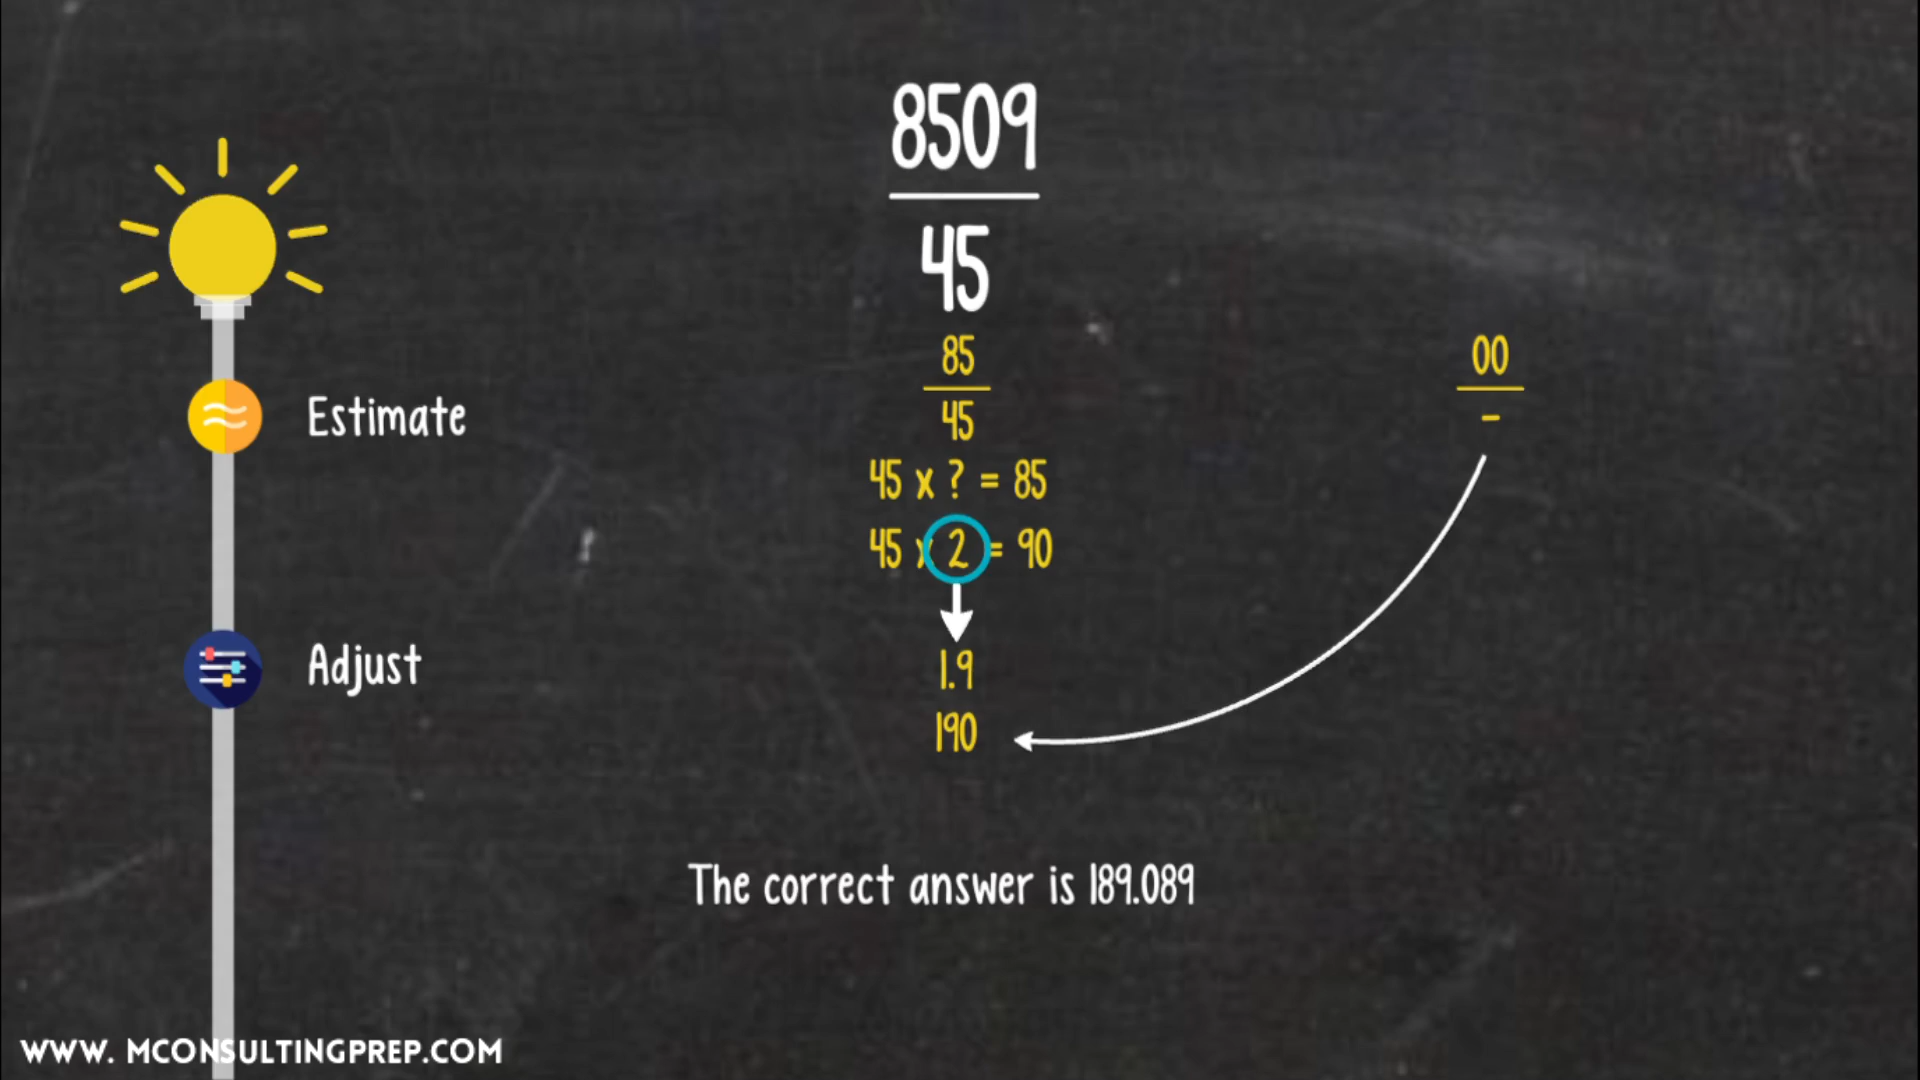 8509
45
85
45
00
-
Estimate
45 x ? = 85
45 x 2 = 90
Adjust
1.9
190
The correct answer is 189.089
WWW. MCONSULTINGPREP.COM